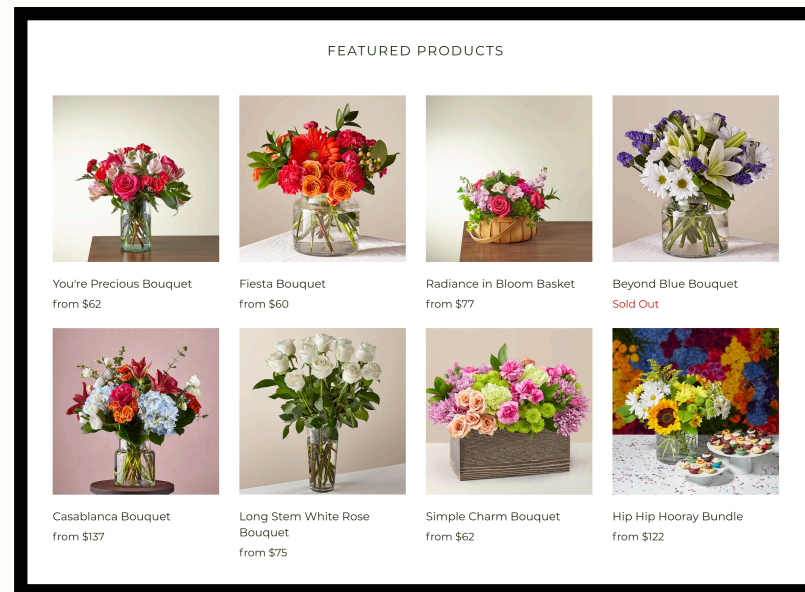 FEATURED PRODUCTS
You're Precious Bouquet
from $62
Fiesta Bouquet
from $60
Radiance in Bloom Basket
from $77
Beyond Blue Bouquet
Sold Out
Casablanca Bouquet
from $137
Long Stem White Rose
Bouquet
from $75
Simple Charm Bouquet
from $62
Hip Hip Hooray Bundle
from $122